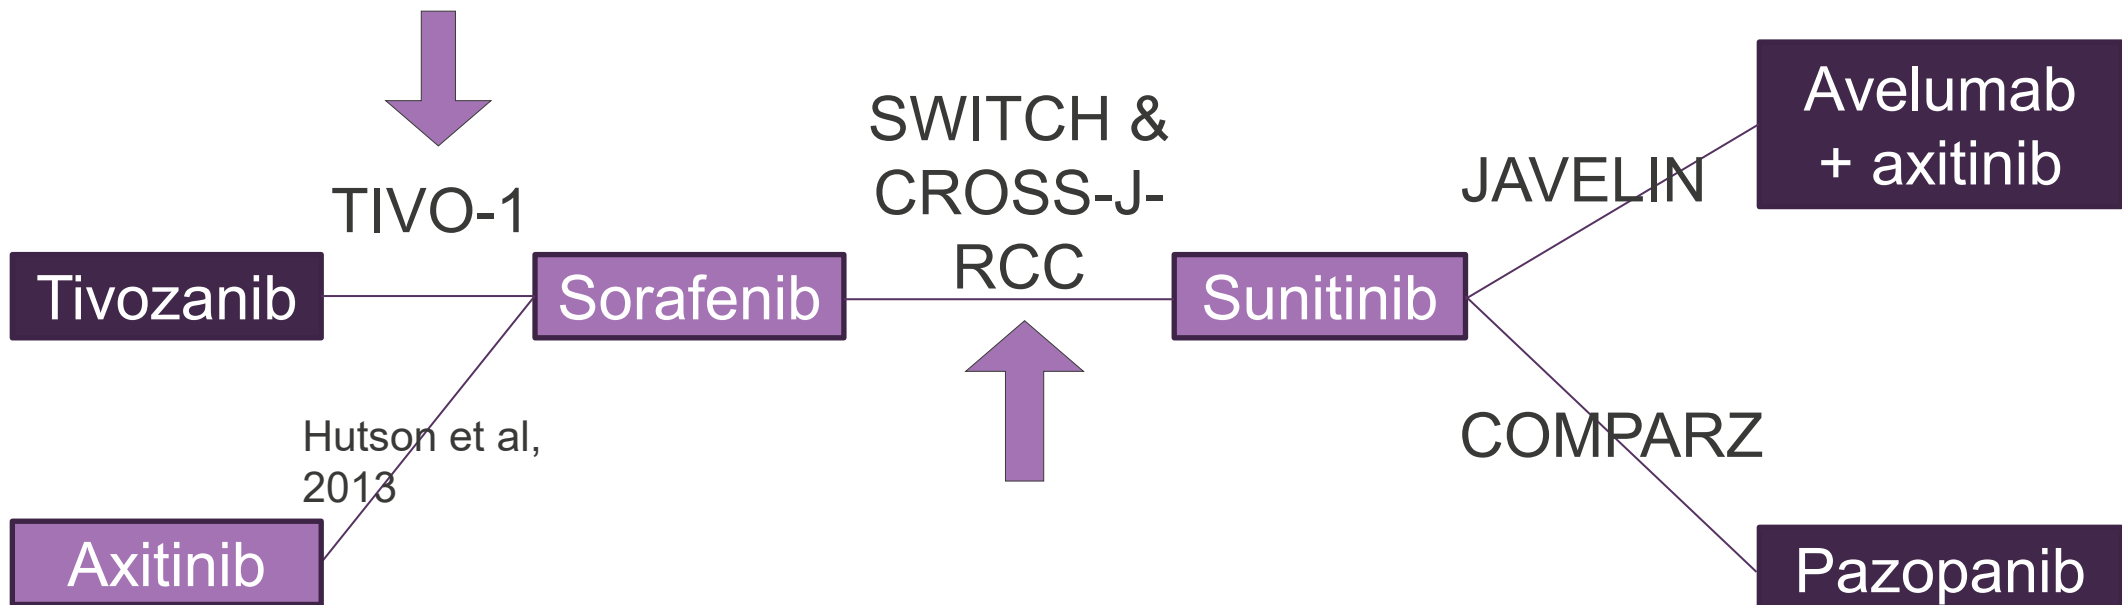 SWITCH &
CROSS-J-
RCC
Avelumab
+ axitinib
JAVELIN
TIVO-1
Tivozanib
Sorafenib
Sunitinib
Hutson et al,
2013
COMPARZ
Axitinib
Pazopanib